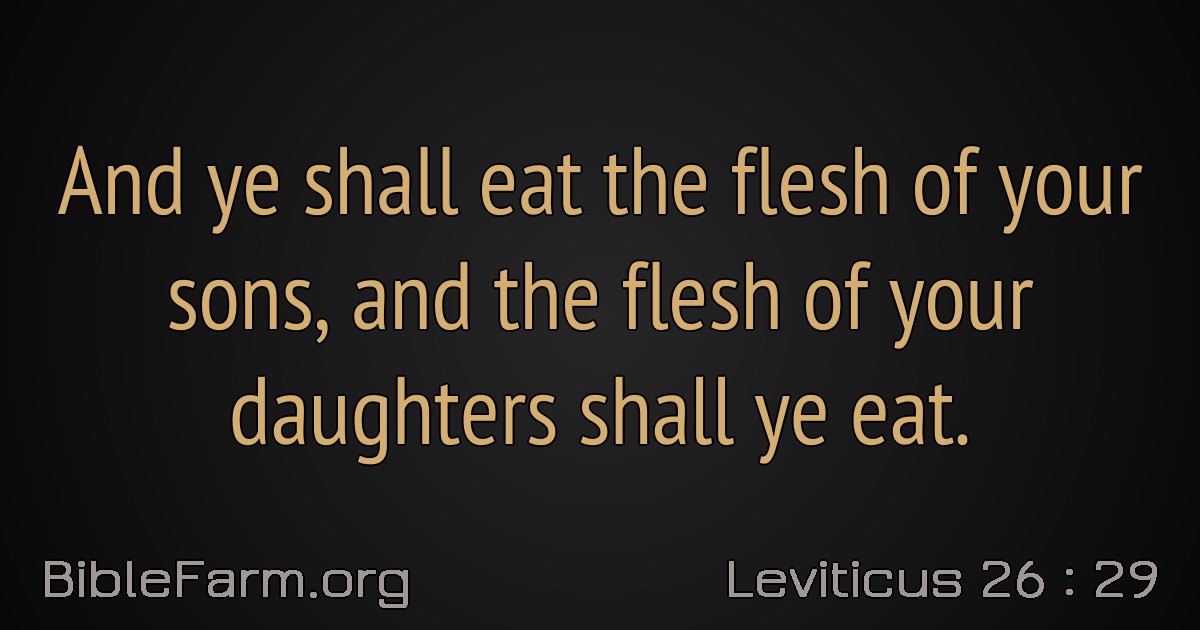 And ye shall eat the flesh of your
sons, and the flesh of your
daughters shall ye eat.
BibleFarm.org
Leviticus 26 : 29